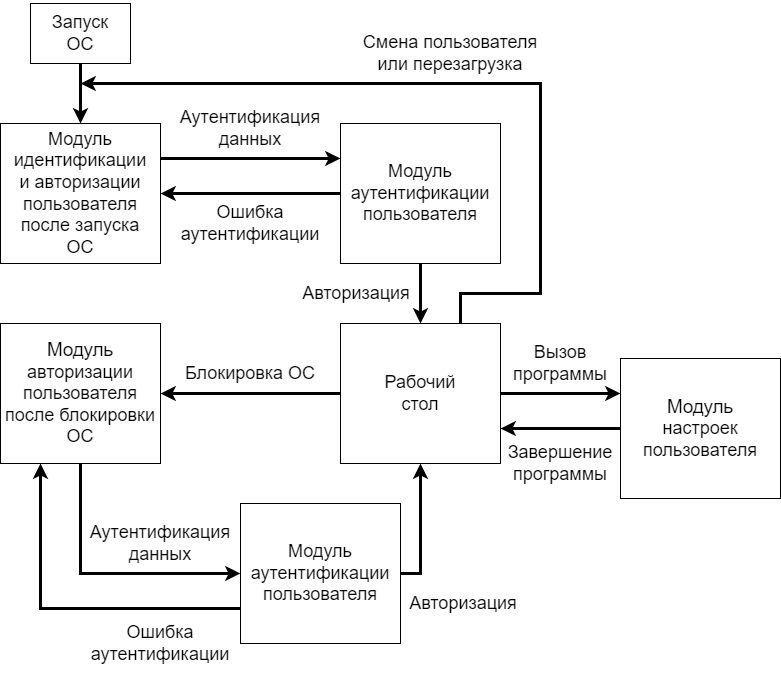 Запуск
ОС
Смена пользователя
или перезагрузка
Модуль
идентификации
и авторизации
пользователя
после запуска
ОС
Аутентификация
данных
Ошибка
аутентификации
Модуль
аутентификации
пользователя
Авторизация
Модуль
авторизации
пользователя
после блокировки
ОС
Блокировка ОС
Рабочий
стол
Вызов
программы
Завершение
программы
Модуль
настроек
пользователя
Аутентификация
данных
Модуль
аутентификации
пользователя
Авторизация
Ошибка
аутентификации